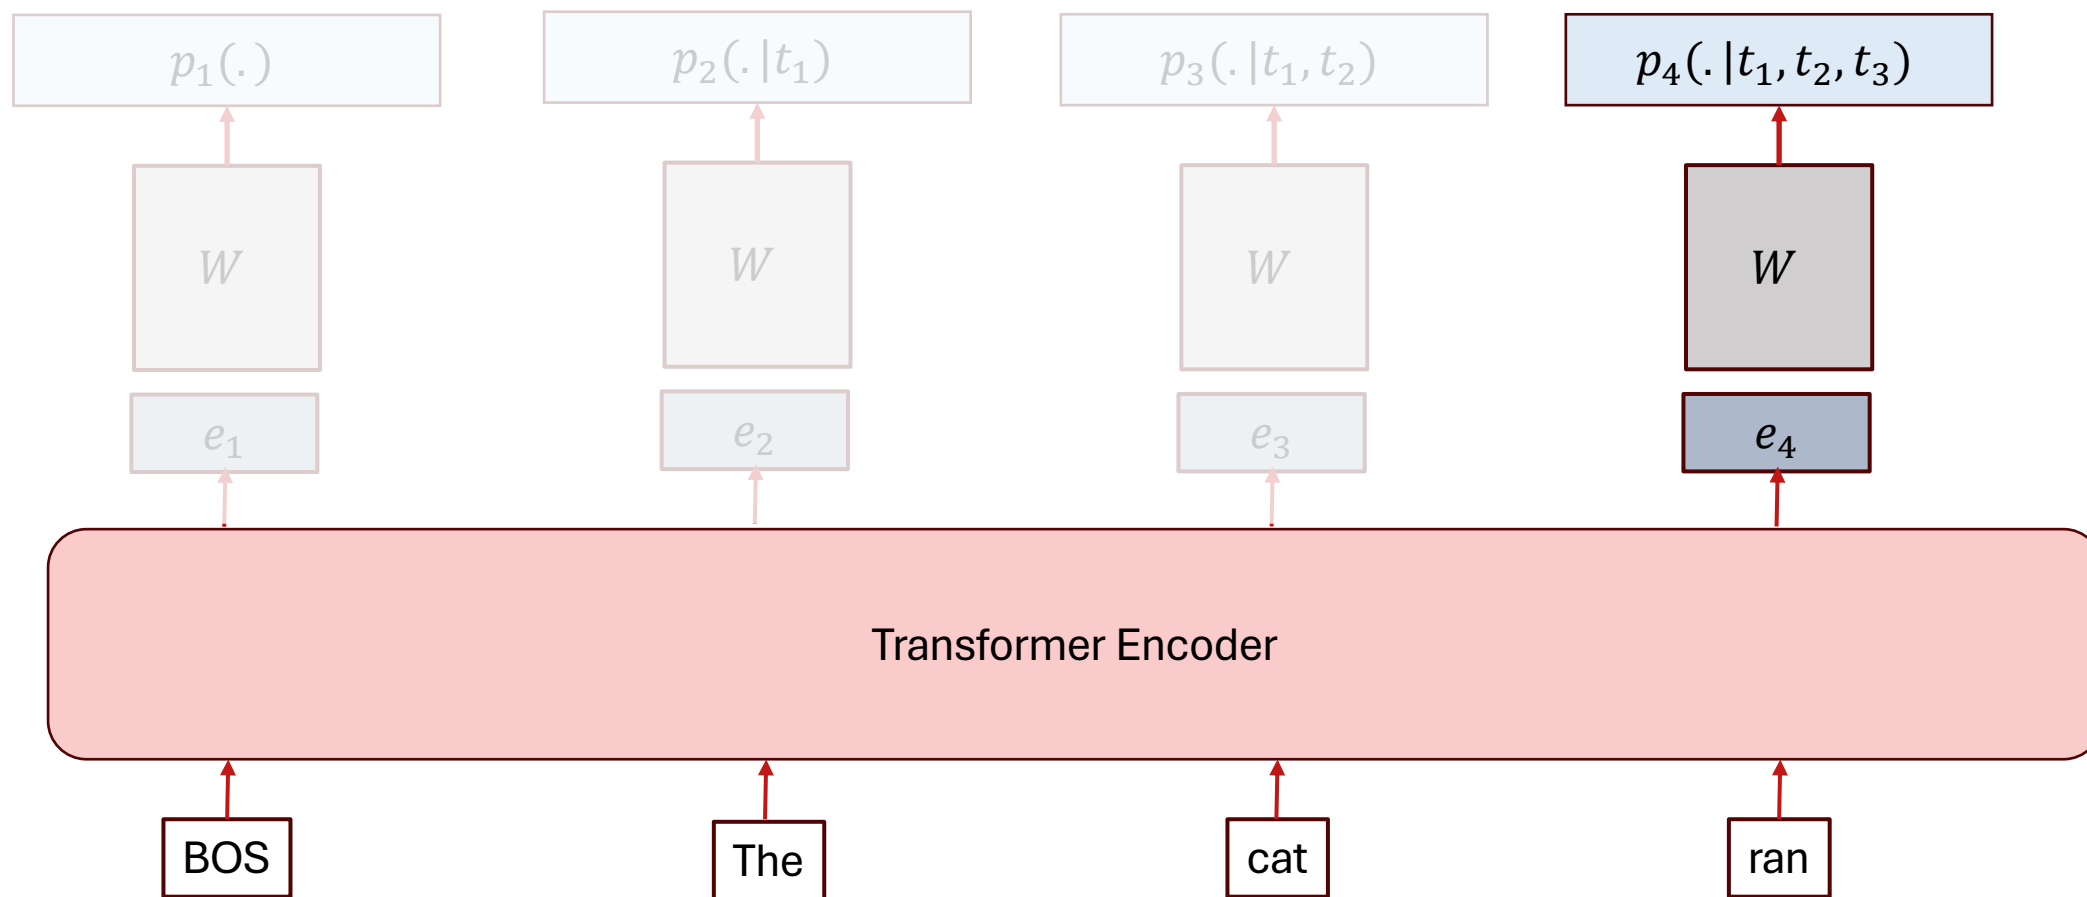 p₁(.)
p₂(.|t₁)
p₃(.|t₁, t₂)
p₄(.|t₁, t₂, t₃)
W
W
W
W
e₁
e₂
e₃
e₄
Transformer Encoder
BOS
The
cat
ran